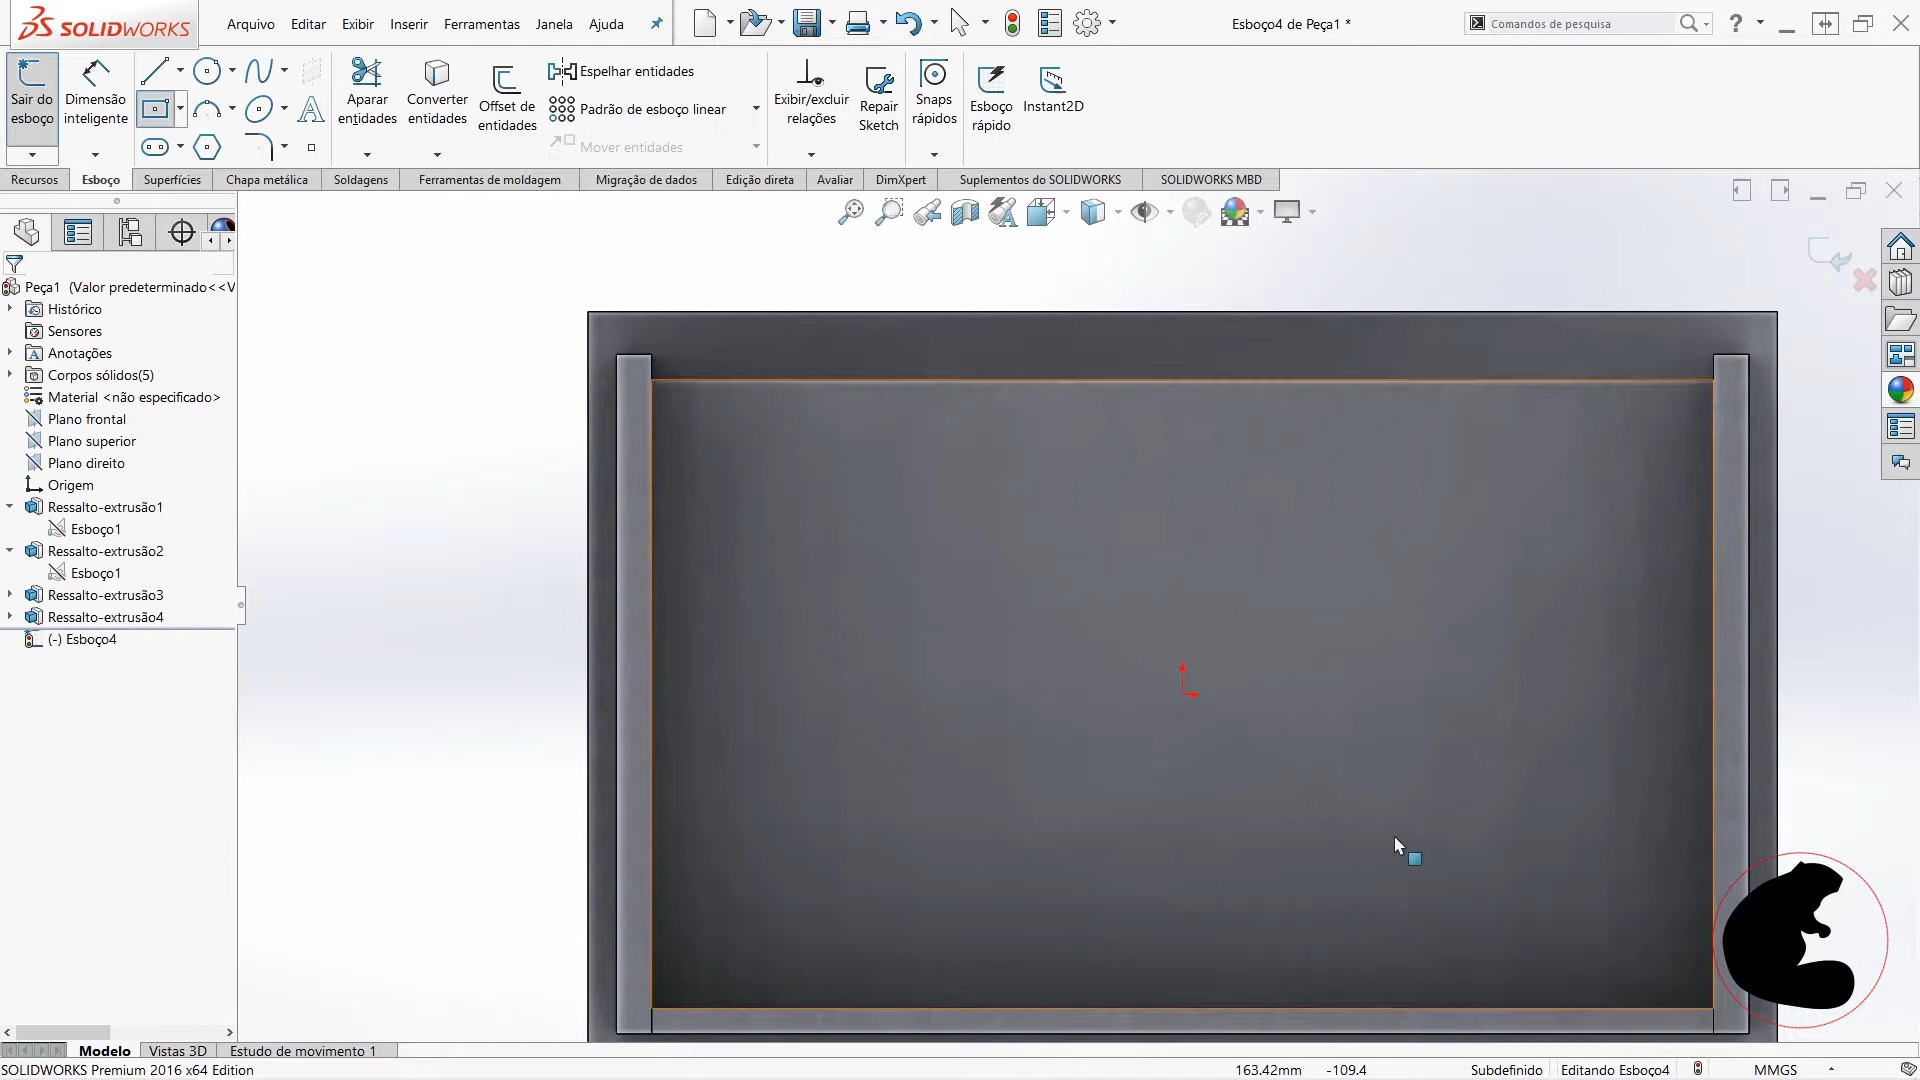 SOLIDWORKS
Arquivo Editar Exibir Inserir Ferramentas Janela Ajuda
Esboço4 de Peça1 *
Comandos de pesquisa
?
Sair do esboço
Dimensão inteligente
Aparar entidades
Converter entidades
Offset de entidades
Espelhar entidades
Padrão de esboço linear
Mover entidades
Exibir/excluir relações
Repair Sketch
Snaps rápidos
Esboço rápido
Instant2D
Recursos Esboço Superfícies Chapa metálica Soldagens Ferramentas de moldagem Migração de dados Edição direta Avaliar DimXpert Suplementos do SOLIDWORKS SOLIDWORKS MBD
Peça1 (Valor predeterminado<<V
Histórico
Sensores
Anotações
Corpos sólidos(5)
Material <não especificado>
Plano frontal
Plano superior
Plano direito
Origem
Ressalto-extrusão1
Esboço1
Ressalto-extrusão2
Esboço1
Ressalto-extrusão3
Ressalto-extrusão4
(-) Esboço4
Modelo Vistas 3D Estudo de movimento 1
SOLIDWORKS Premium 2016 x64 Edition
163.42mm -109.4 Subdefinido Editando Esboço4 MMGS